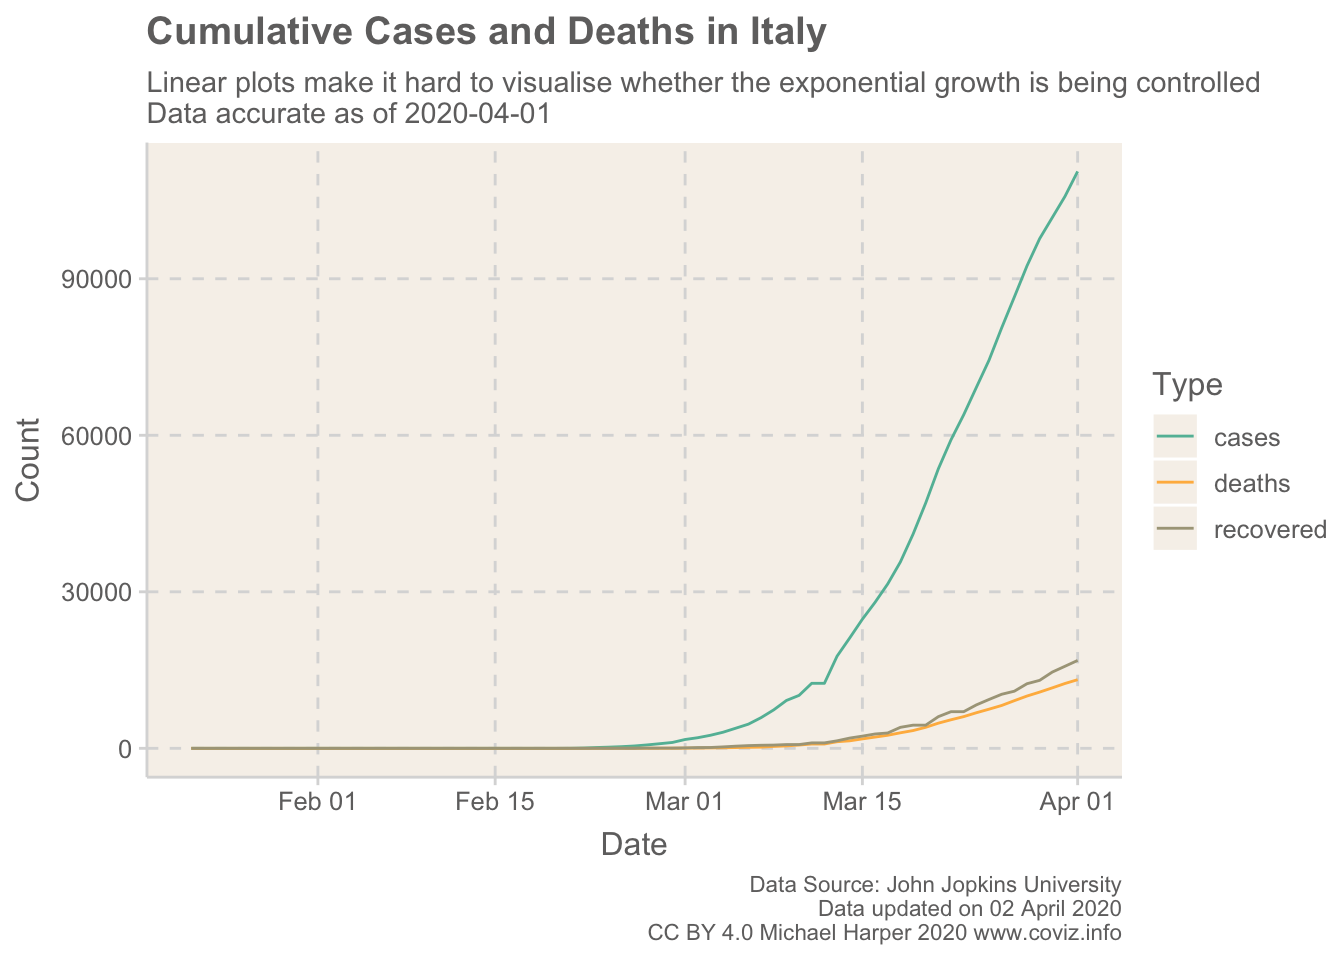 Cumulative Cases and Deaths in Italy
Linear plots make it hard to visualise whether the exponential growth is being controlled
Data accurate as of 2020-04-01
Count
90000
60000
30000
0
Feb 01
Feb 15
Mar 01
Mar 15
Apr 01
Date
Type
cases
deaths
recovered
Data Source: John Jopkins University
Data updated on 02 April 2020
CC BY 4.0 Michael Harper 2020 www.coviz.info